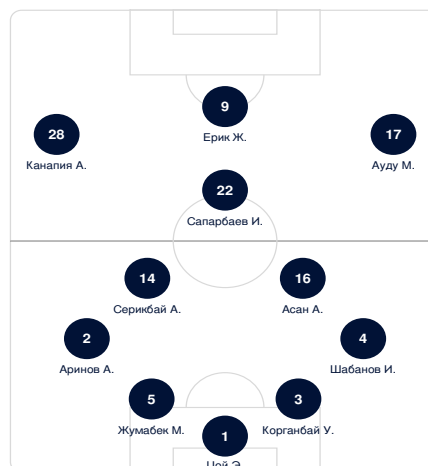 9
Ерик Ж.
28
Канапия А.
17
Ауду М.
22
Сапарбаев И.
14
Серикбай А.
16
Асан А.
2
Аринов А.
4
Шабанов И.
5
Жумабек М.
3
Корганбай У.
1
Цой Э.